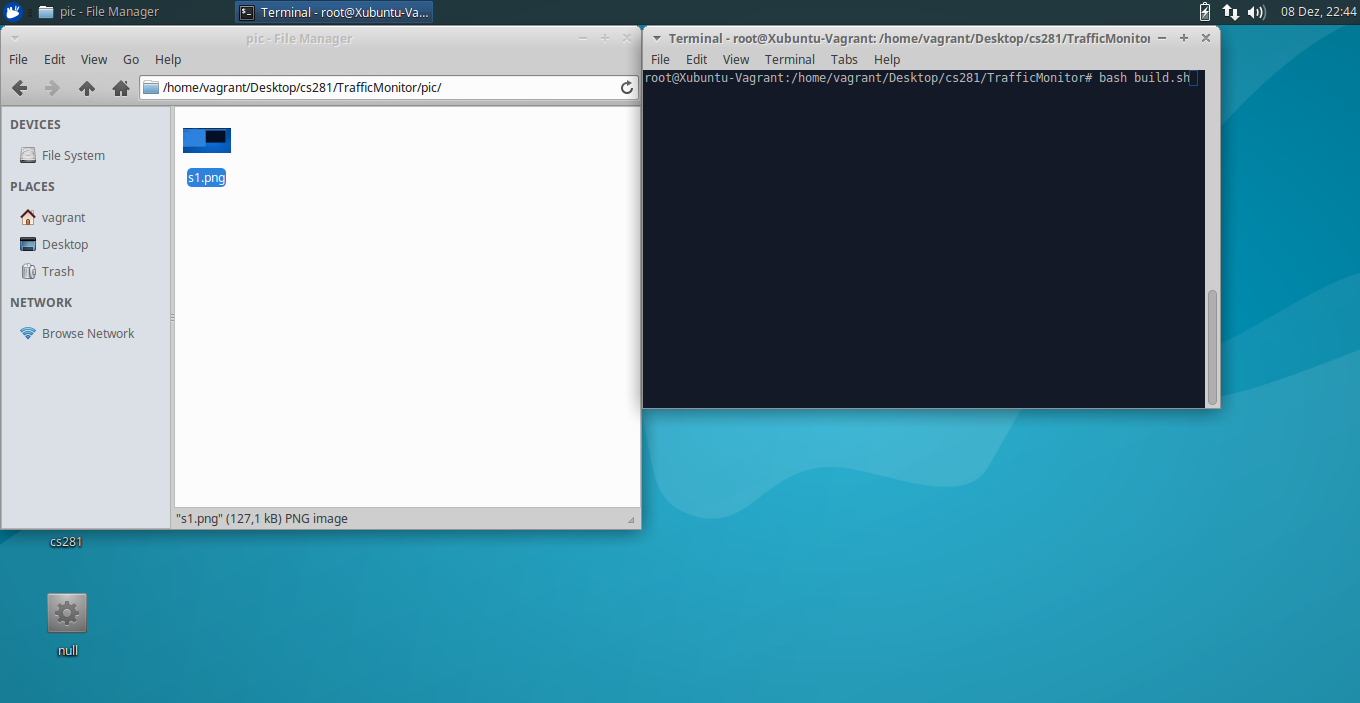 pic - File Manager
Terminal - root@Xubuntu-Va...
08 Dez, 22:44
pic - File Manager
File Edit View Go Help
/home/vagrant/Desktop/cs281/TrafficMonitor/pic/
DEVICES
File System
PLACES
vagrant
Desktop
Trash
NETWORK
Browse Network
s1.png
"s1.png" (127,1 kB) PNG image
Terminal - root@Xubuntu-Vagrant: /home/vagrant/Desktop/cs281/TrafficMonitor
File Edit View Terminal Tabs Help
root@Xubuntu-Vagrant:/home/vagrant/Desktop/cs281/TrafficMonitor# bash build.sh
cs281
null